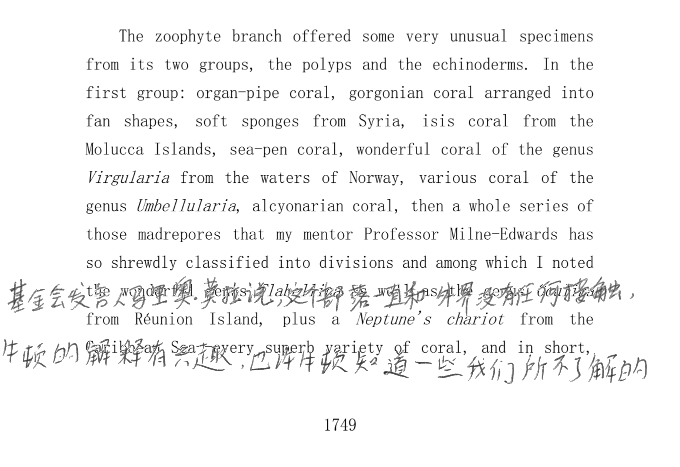 The zoophyte branch offered some very unusual specimens
from its two groups, the polyps and the echinoderms. In the
first group: organ-pipe coral, gorgonian coral arranged into
fan shapes, soft sponges from Syria, isis coral from the
Molucca Islands, sea-pen coral, wonderful coral of the genus
Virgularia from the waters of Norway, various coral of the
genus Umbellularia, alcyonarian coral, then a whole series of
those madrepores that my mentor Professor Milne-Edwards has
so shrewdly classified into divisions and among which I noted
the wonderful genus Flabellina as well as the genus Oculina
基金会发言人马里奥·莫拉说,这个部落一直和外界没有任何接触,
from Réunion Island, plus a Neptune's chariot from the
Caribbean Sea—every superb variety of coral, and in short,
牛顿的解释有兴趣,也许牛顿知道一些我们所不了解的
1749